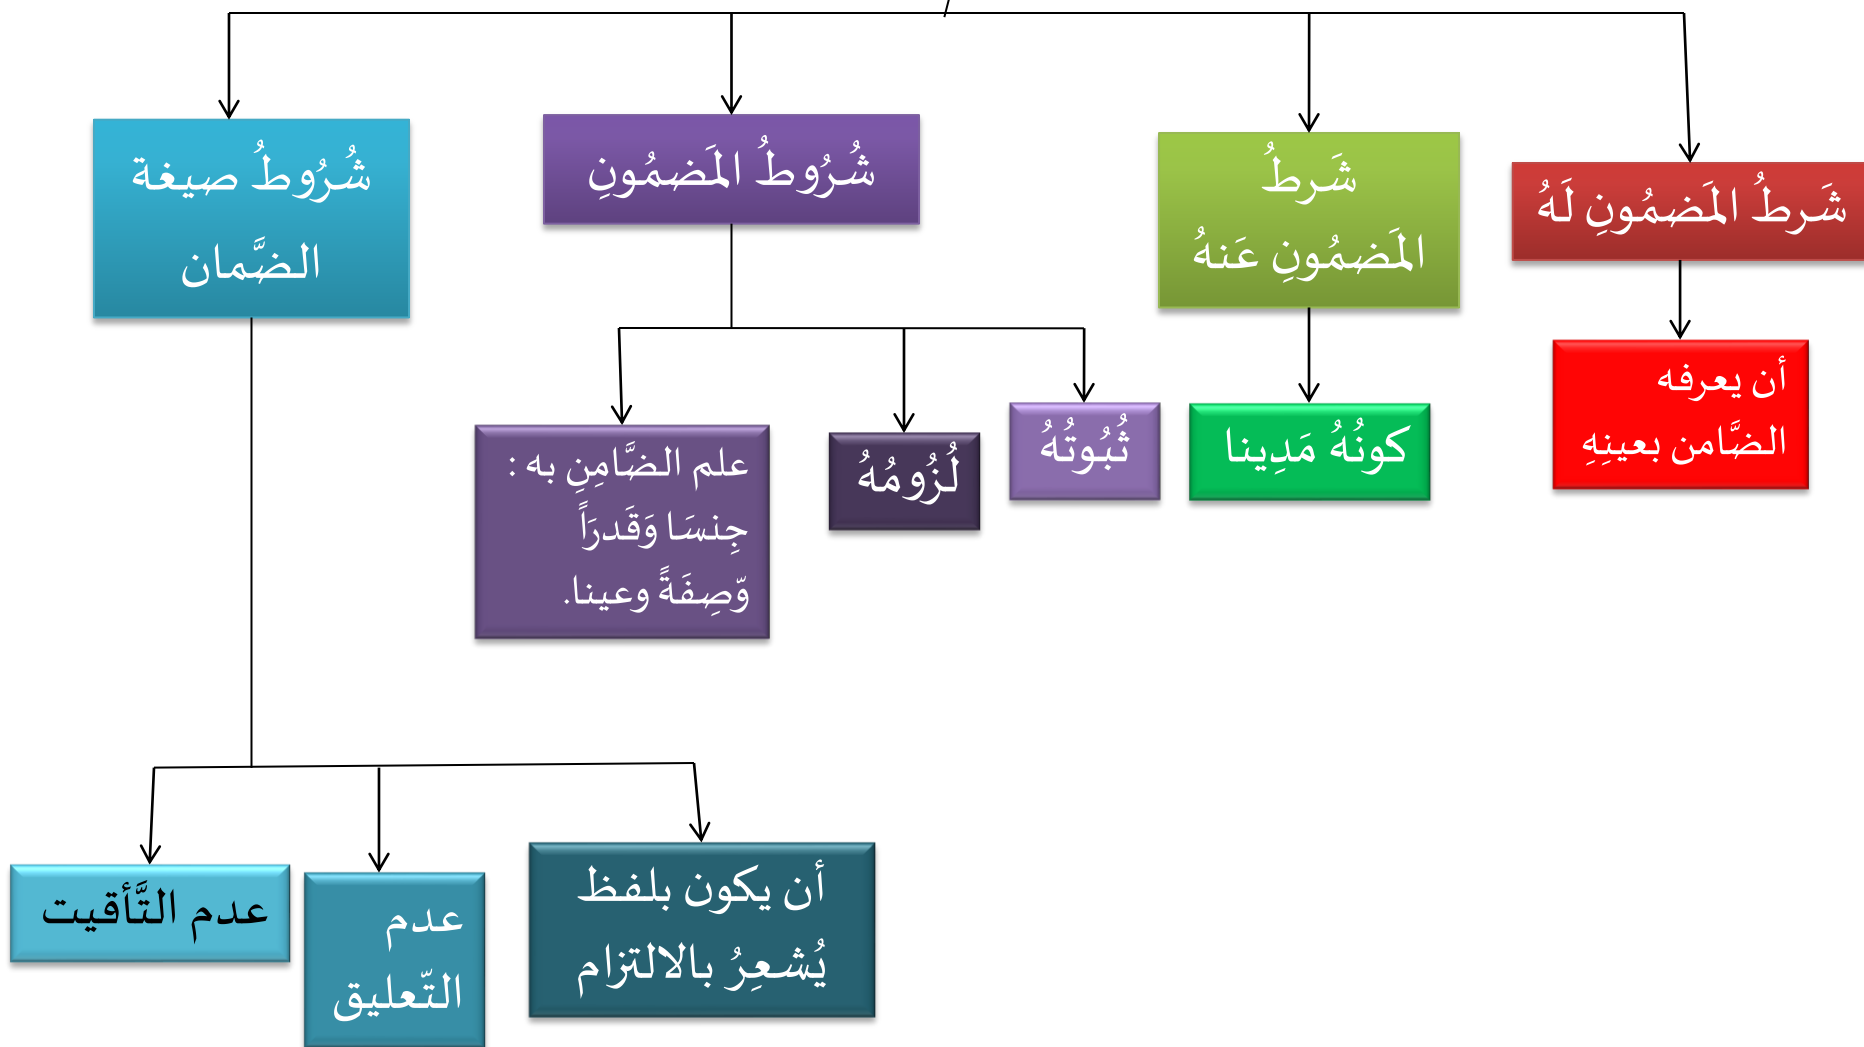 شَرطُ المَضمُونِ لَهُ
شَرطُ
المَضمُونِ عَنهُ
شُرُوطُ المَضمُونِ
شُرُوطُ صيغة
الضَّمان
أن يعرفه
الضَّامن بعينِهِ
كونُهُ مَدِينا
ثُبُوتُهُ
لُزُومُهُ
علم الضَّامِنِ به :
جِنسَا وَقَدرَاً
وّصِفَةً وعينا.
أن يكون بلفظ
يُشعِرُ بالالتزام
عدم
التّعليق
عدم التَّأقيت